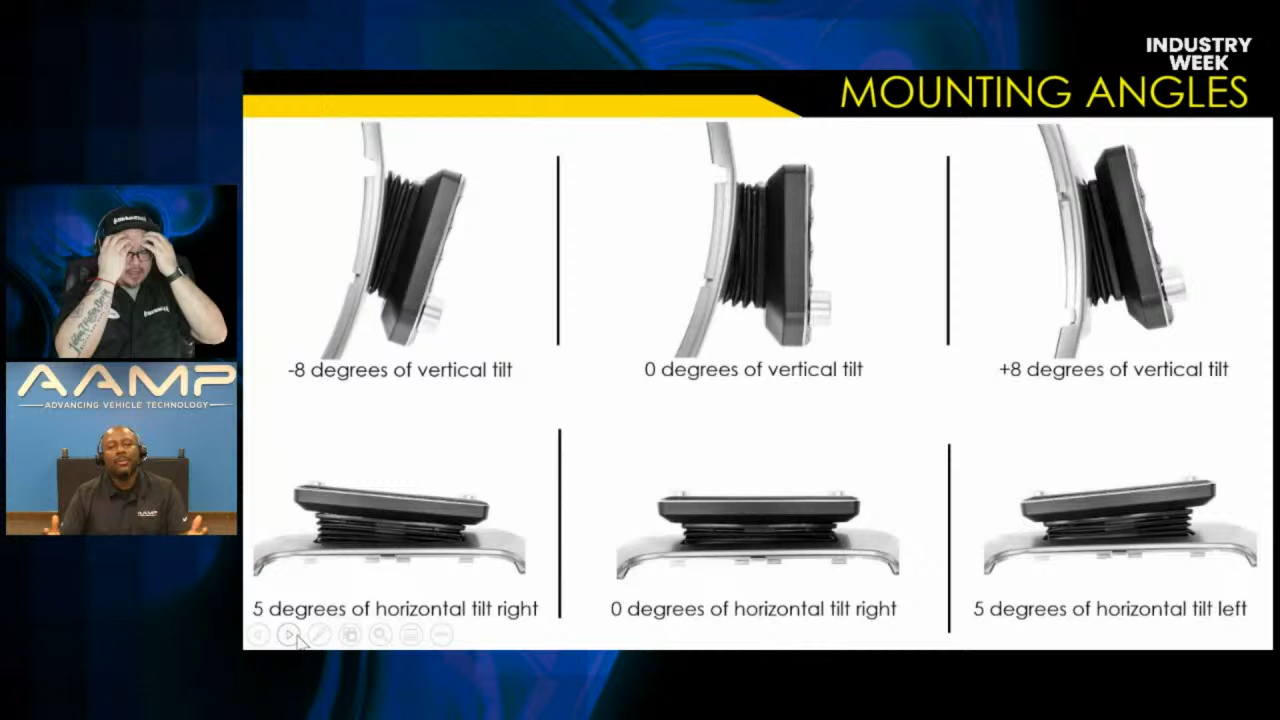 INDUSTRY
WEEK
MOUNTING ANGLES
-8 degrees of vertical tilt
0 degrees of vertical tilt
+8 degrees of vertical tilt
AAMP
ADVANCING VEHICLE TECHNOLOGY
AAMP
5 degrees of horizontal tilt right
0 degrees of horizontal tilt right
5 degrees of horizontal tilt left